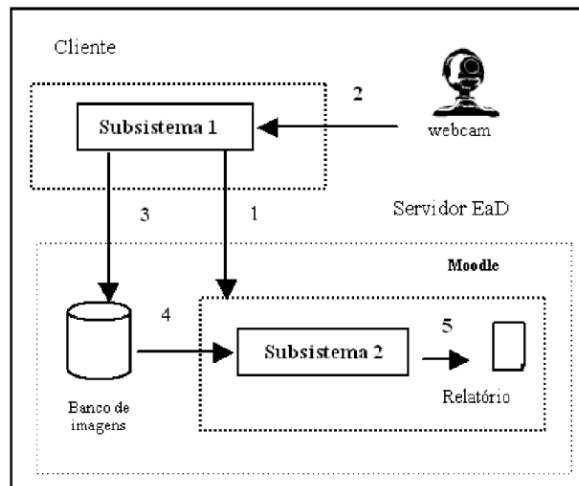 Cliente
2
Subsistema 1
webcam
3
1
Servidor EaD
Moodle
4
5
Subsistema 2
Banco de
imagens
Relatório